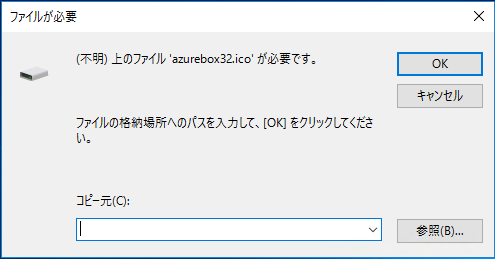 ファイルが必要
(不明) 上のファイル 'azurebox32.ico' が必要です。
OK
キャンセル
ファイルの格納場所へのパスを入力して、[OK] をクリックしてくださ
い。
コピー元(C):
参照(B)...